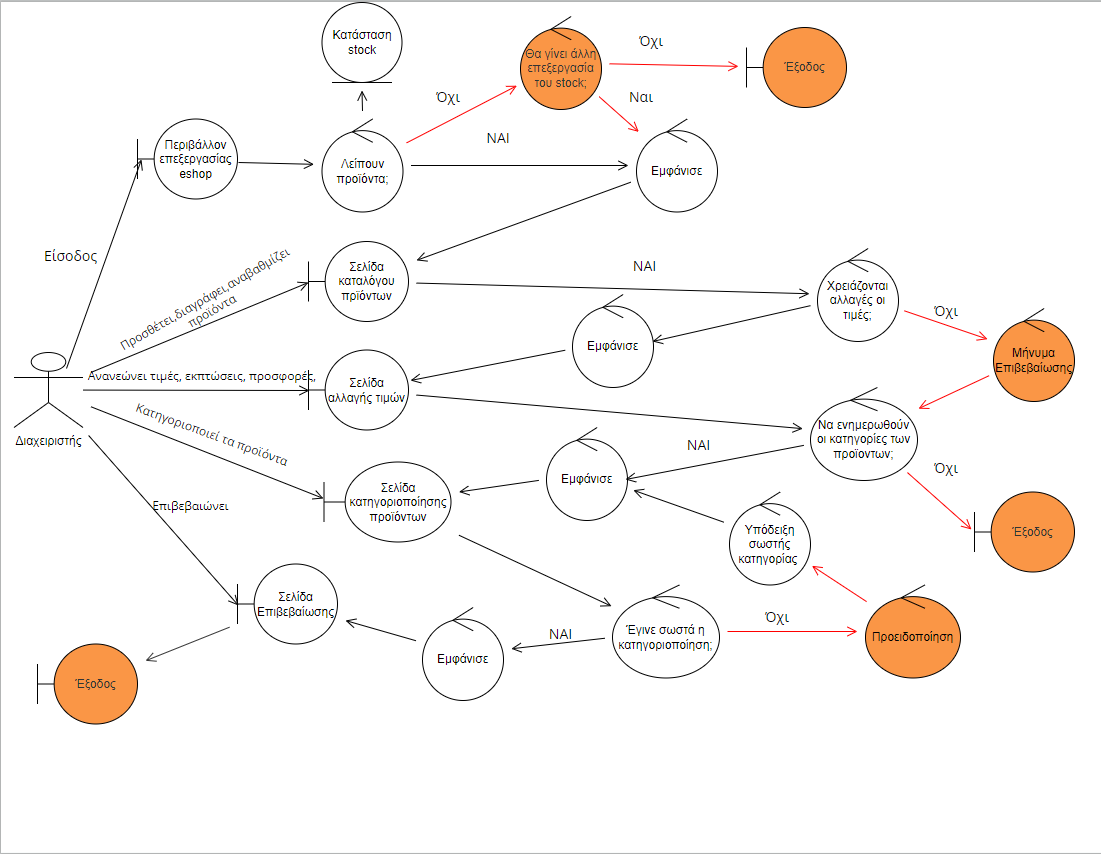 Κατάσταση
stock
Θα γίνει άλλη
επεξεργασία
του stock;
Όχι
Έξοδος
Όχι
Ναι
Περιβάλλον
επεξεργασίας
eshop
Λείπουν
προϊόντα;
ΝΑΙ
Εμφάνισε
Είσοδος
Προσθέτει,διαγράφει,αναβαθμίζει
προϊόντα
Σελίδα
καταλόγου
πρϊόντων
ΝΑΙ
Χρειάζονται
αλλαγές οι
τιμές;
Όχι
Εμφάνισε
Μήνυμα
Επιβεβαίωσης
Ανανεώνει τιμές, εκπτώσεις, προσφορές,
Σελίδα
αλλαγής τιμών
Διαχειριστής
Κατηγοριοποιεί τα προϊόντα
Να ενημερωθούν
οι κατηγορίες των
προϊοντων;
ΝΑΙ
Όχι
Εμφάνισε
Σελίδα
κατηγοριοποίησης
προϊόντων
Επιβεβαιώνει
Υπόδειξη
σωστής
κατηγορίας
Έξοδος
Σελίδα
Επιβεβαίωσης
Έγινε σωστά η
κατηγοριοποίηση;
ΝΑΙ
Όχι
Προειδοποίηση
Εμφάνισε
Έξοδος